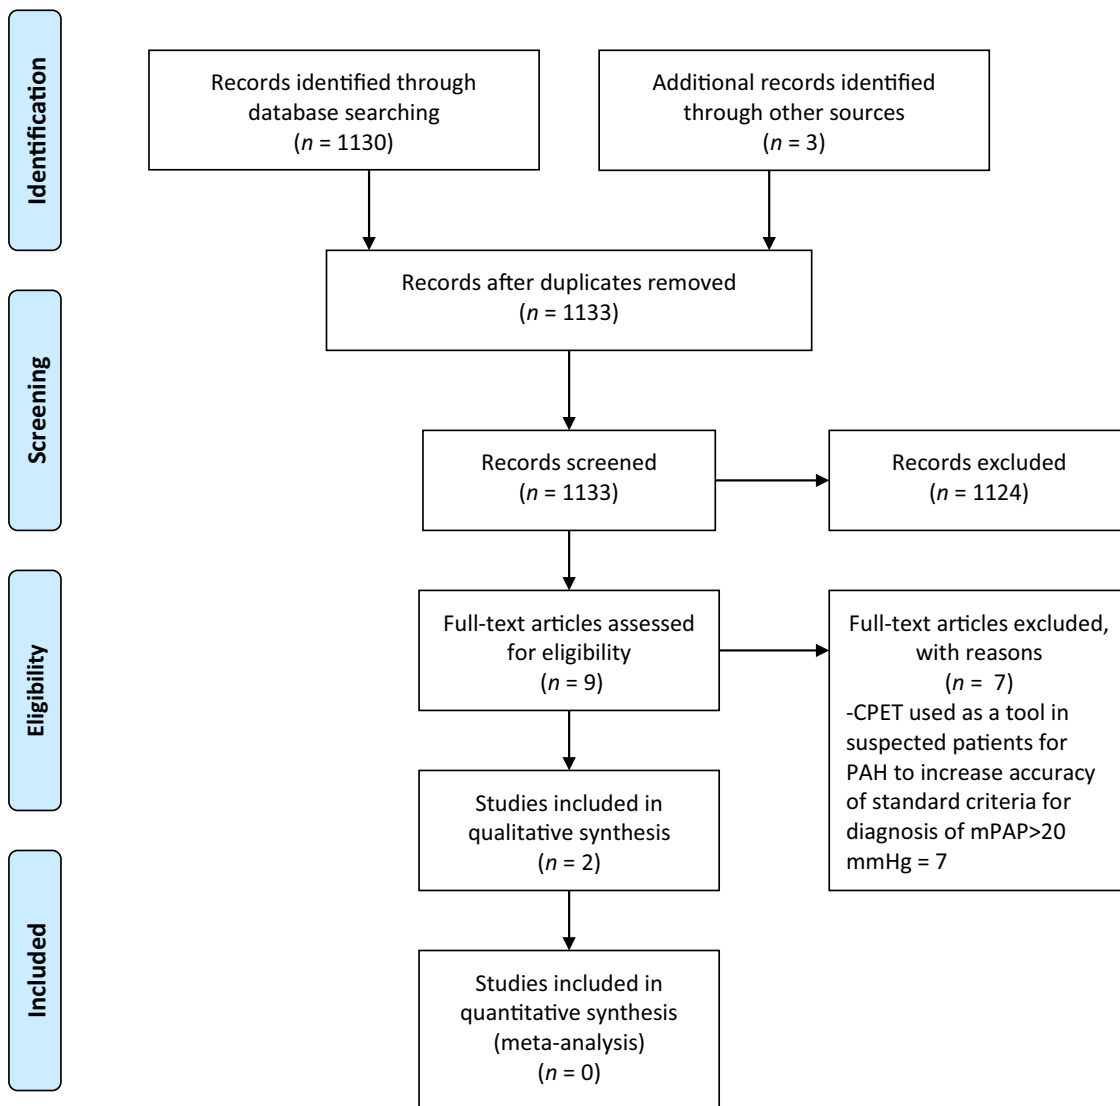 Identification
Records identified through
database searching
(n = 1130)
Additional records identified
through other sources
(n = 3)
Records after duplicates removed
(n = 1133)
Screening
Records screened
(n = 1133)
Records excluded
(n = 1124)
Eligibility
Full-text articles assessed
for eligibility
(n = 9)
Full-text articles excluded,
with reasons
(n = 7)
-CPET used as a tool in
suspected patients for
PAH to increase accuracy
of standard criteria for
diagnosis of mPAP>20
mmHg = 7
Studies included in
qualitative synthesis
(n = 2)
Included
Studies included in
quantitative synthesis
(meta-analysis)
(n = 0)